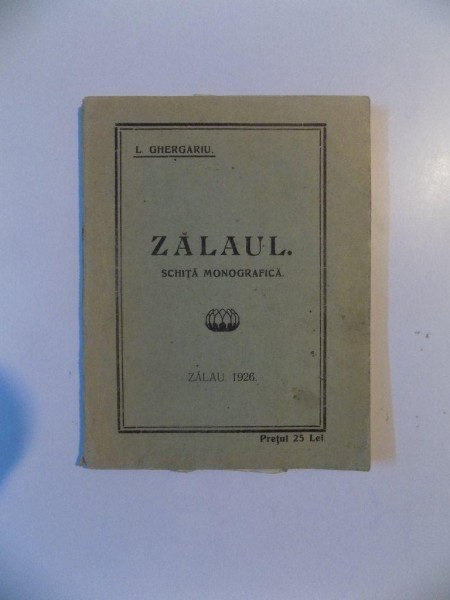 L. GHERGARIU.
ZĂLAUL.
SCHIȚĂ MONOGRAFICĂ.
ZĂLAU 1926.
Prețul 25 Lei